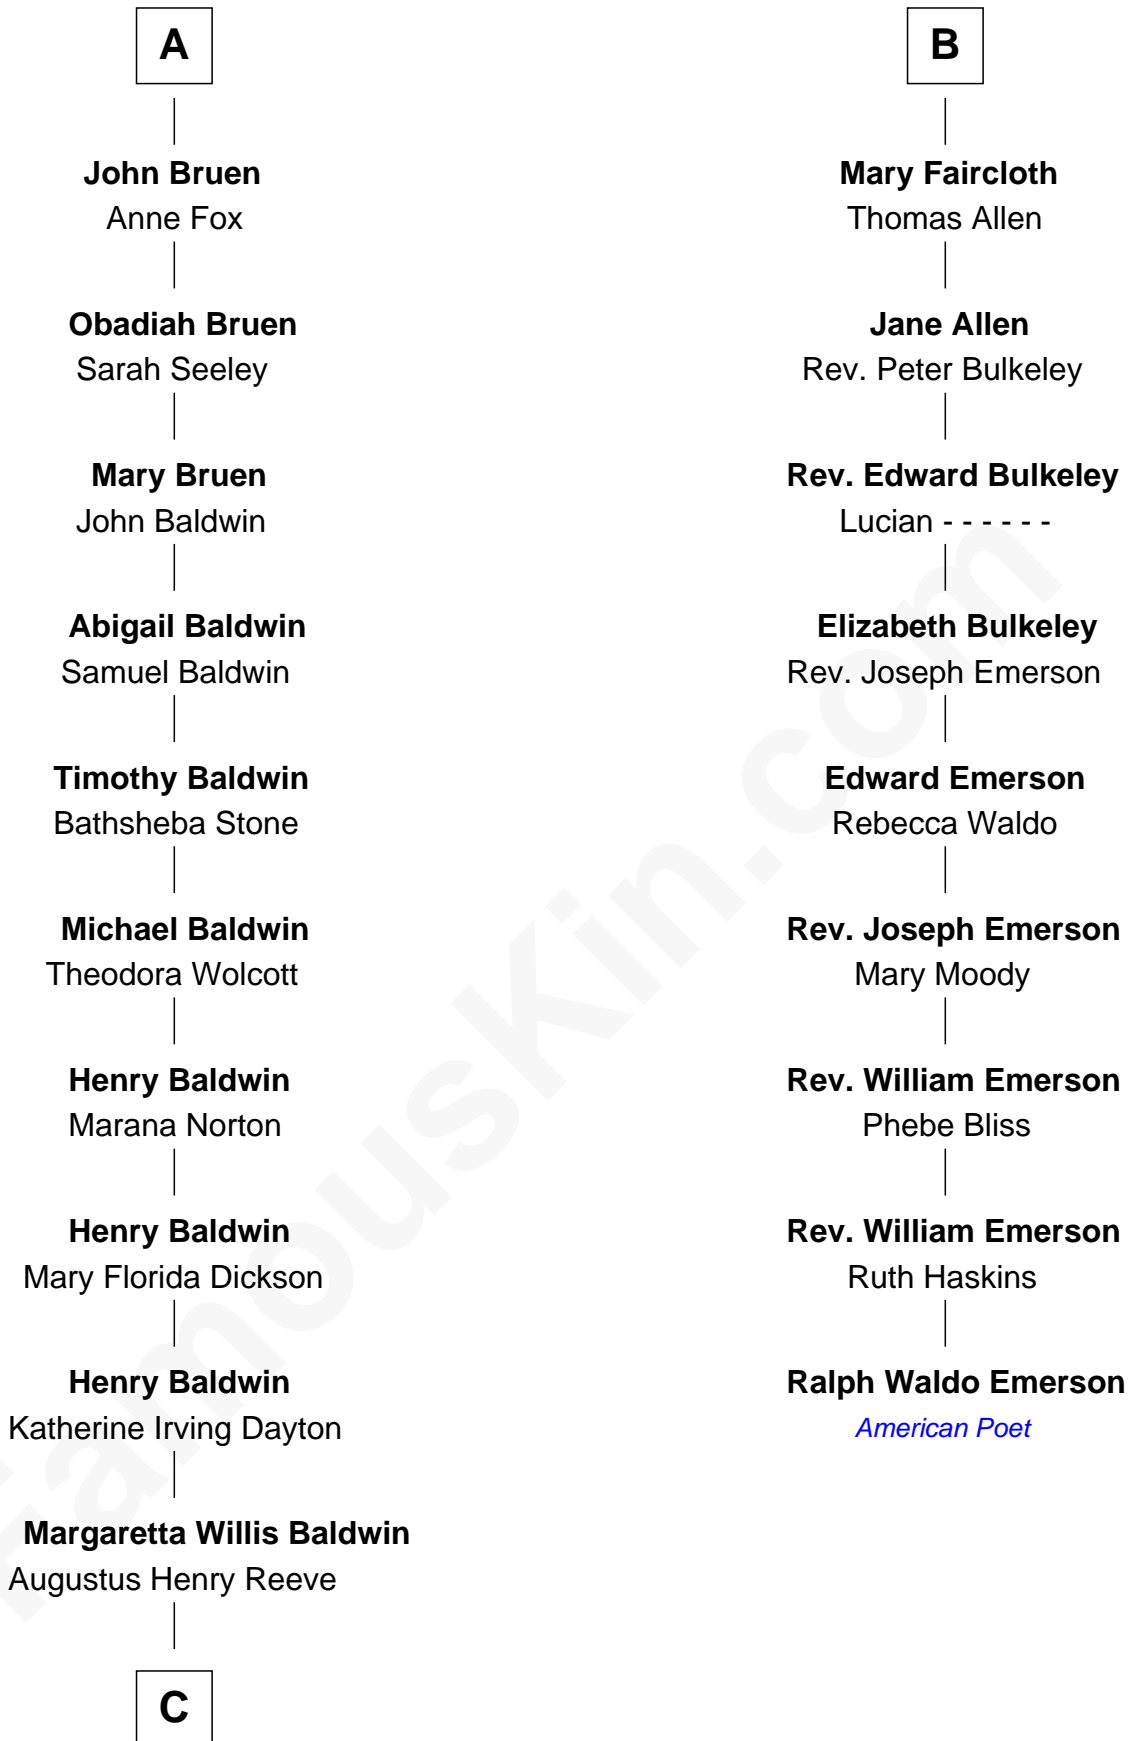 A
John Bruen
Anne Fox
Obadiah Bruen
Sarah Seeley
Mary Bruen
John Baldwin
Abigail Baldwin
Samuel Baldwin
Timothy Baldwin
Bathsheba Stone
Michael Baldwin
Theodora Wolcott
Henry Baldwin
Marana Norton
Henry Baldwin
Mary Florida Dickson
Henry Baldwin
Katherine Irving Dayton
Margaretta Willis Baldwin
Augustus Henry Reeve
C
B
Mary Faircloth
Thomas Allen
Jane Allen
Rev. Peter Bulkeley
Rev. Edward Bulkeley
Lucian - - - - - -
Elizabeth Bulkeley
Rev. Joseph Emerson
Edward Emerson
Rebecca Waldo
Rev. Joseph Emerson
Mary Moody
Rev. William Emerson
Phebe Bliss
Rev. William Emerson
Ruth Haskins
Ralph Waldo Emerson
American Poet
FamousKin.com